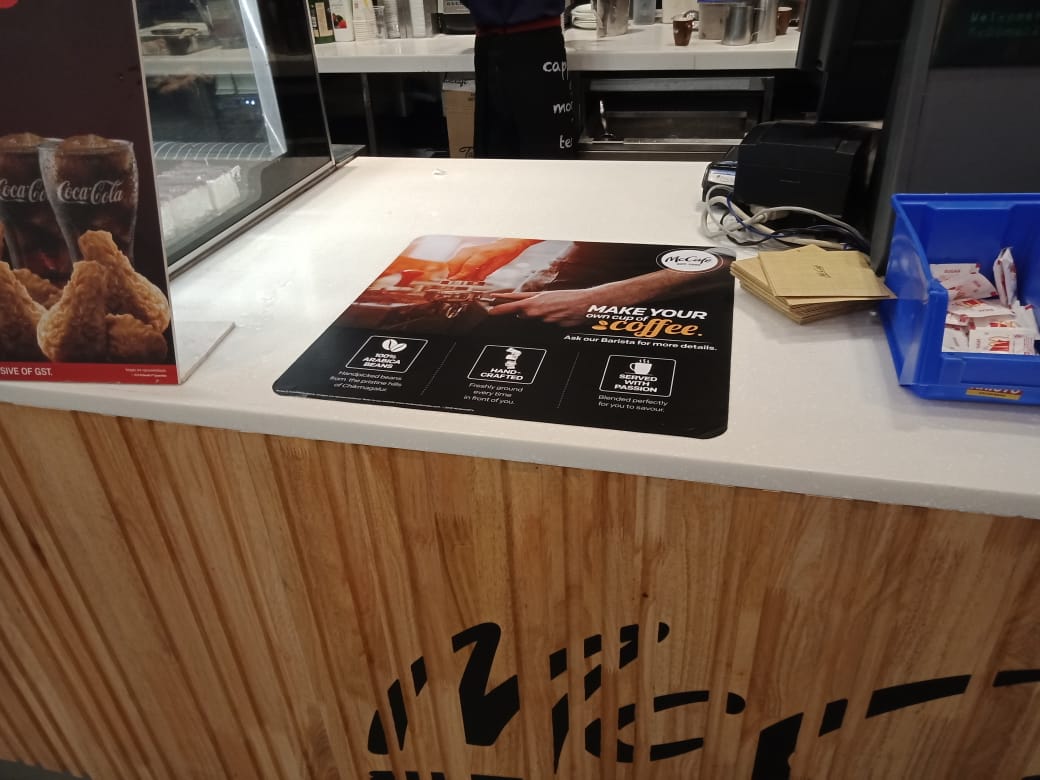 Coca-Cola
Coca-Cola
SIVE OF GST.
cap
mo
te
McCafé
MAKE YOUR
own cup of
coffee.
Ask our Barista for more details.
100%
ARABICA
BEANS
Handpicked beans
from the pristine hills
of Chikmagalur.
HAND-
CRAFTED
Freshly ground
every time
in front of you.
SERVED
WITH
PASSION
Blended perfectly
for you to savour.
SUGAR
Welcome